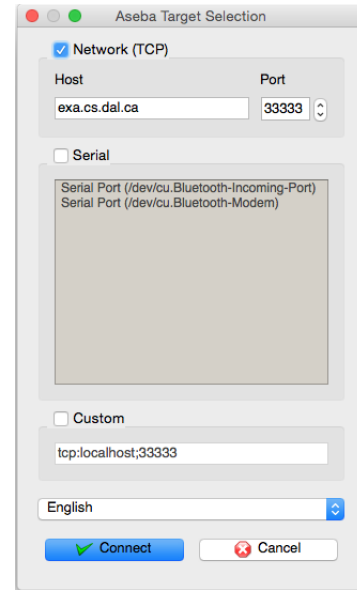 Aseba Target Selection
Network (TCP)
Host Port
exa.cs.dal.ca 33333
Serial
Serial Port (/dev/cu.Bluetooth-Incoming-Port)
Serial Port (/dev/cu.Bluetooth-Modem)
Custom
tcp:localhost;33333
English
Connect Cancel